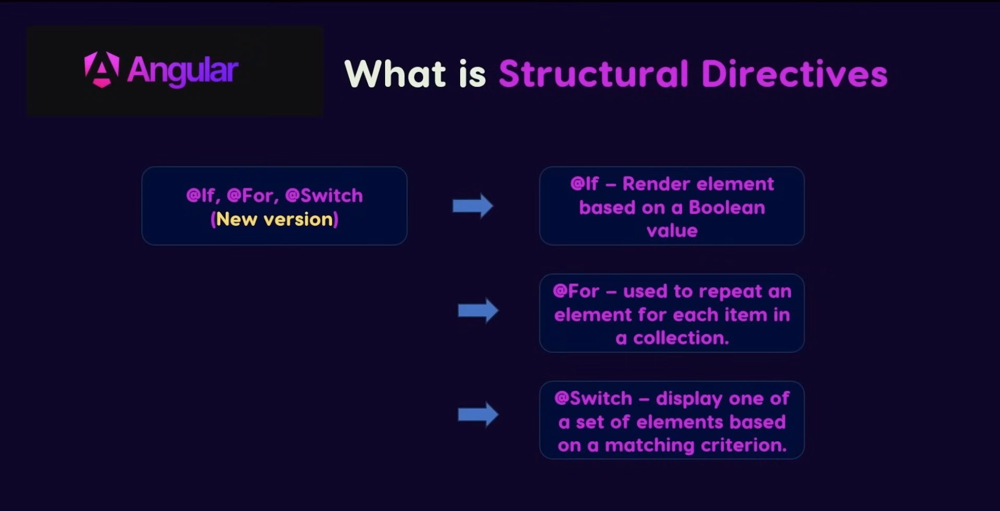 Angular
What is Structural Directives
@If, @For, @Switch
(New version)
@If – Render element
based on a Boolean
value
@For – used to repeat an
element for each item in
a collection.
@Switch – display one of
a set of elements based
on a matching criterion.